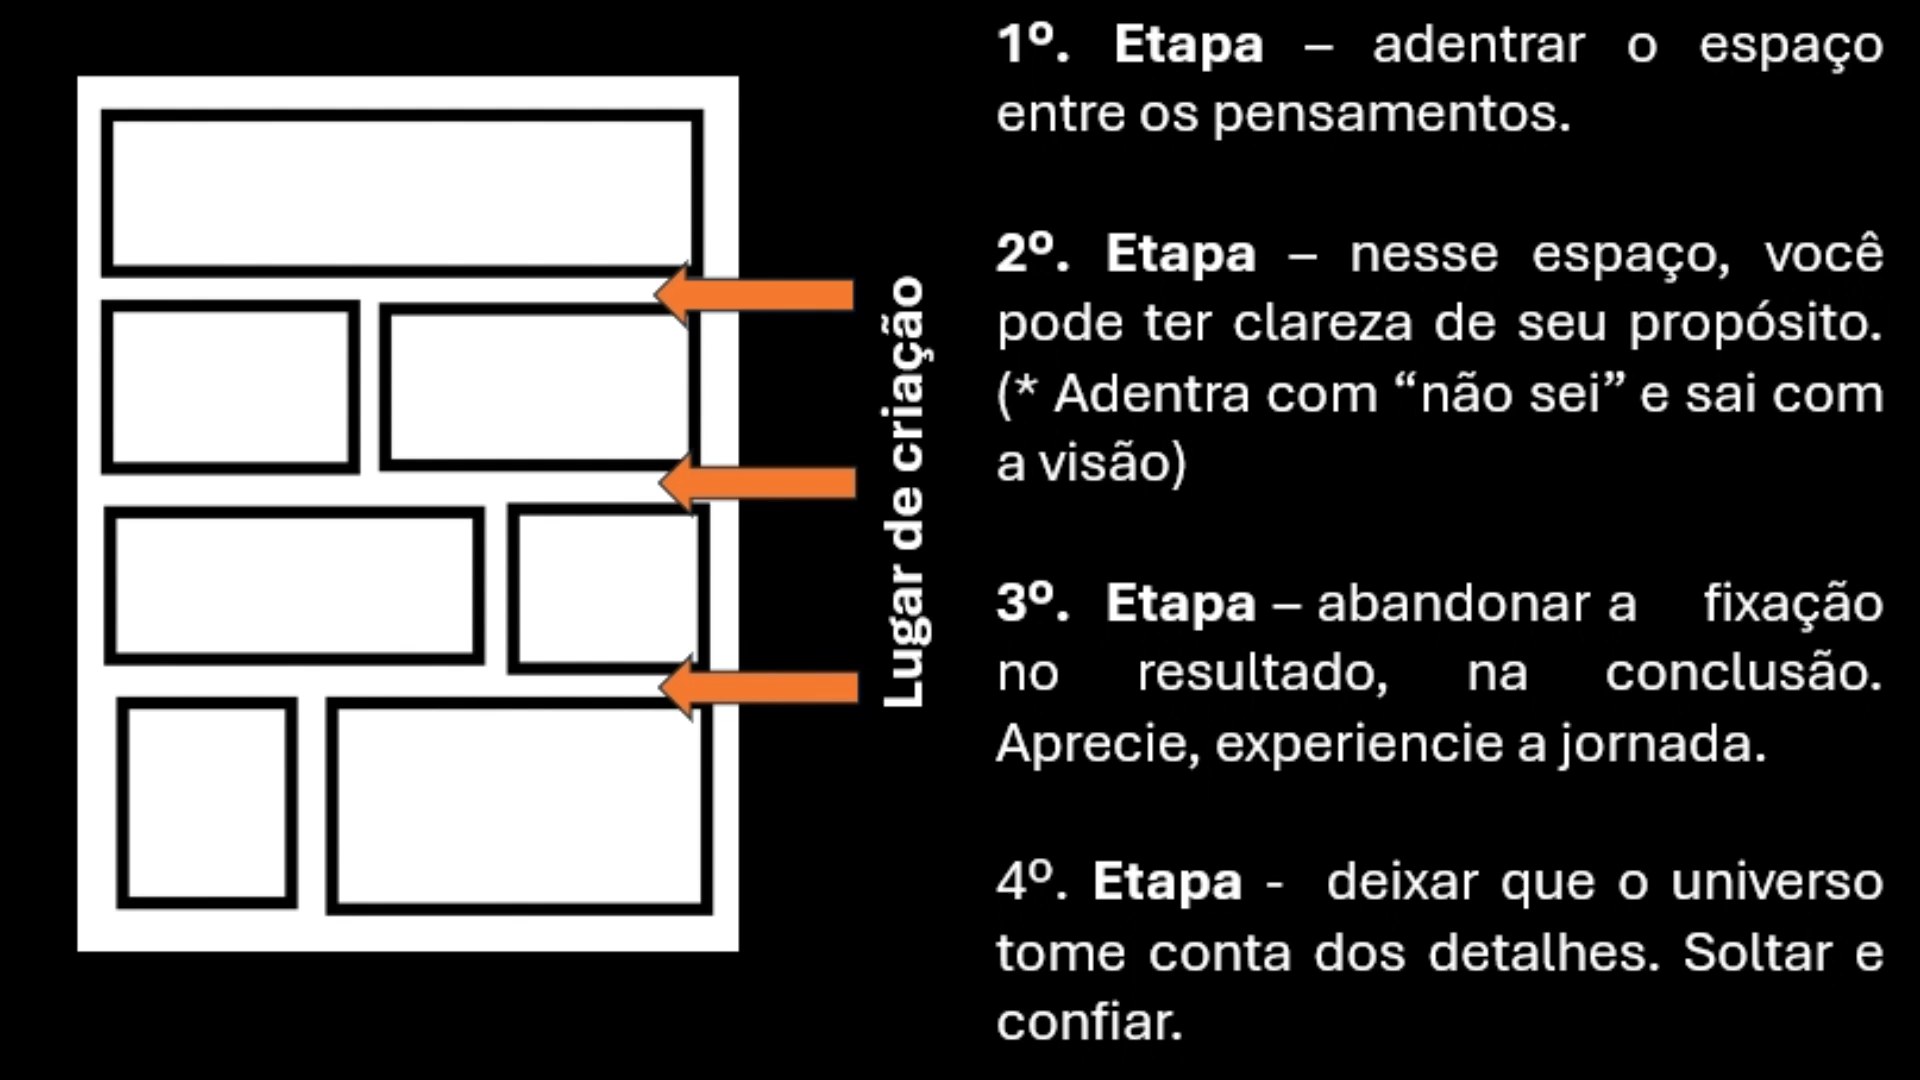 Lugar de criação
1º. Etapa – adentrar o espaço
entre os pensamentos.
2º. Etapa – nesse espaço, você
pode ter clareza de seu propósito.
(* Adentra com “não sei” e sai com
a visão)
3º. Etapa – abandonar a fixação
no resultado, na conclusão.
Aprecie, experiencie a jornada.
4º. Etapa - deixar que o universo
tome conta dos detalhes. Soltar e
confiar.